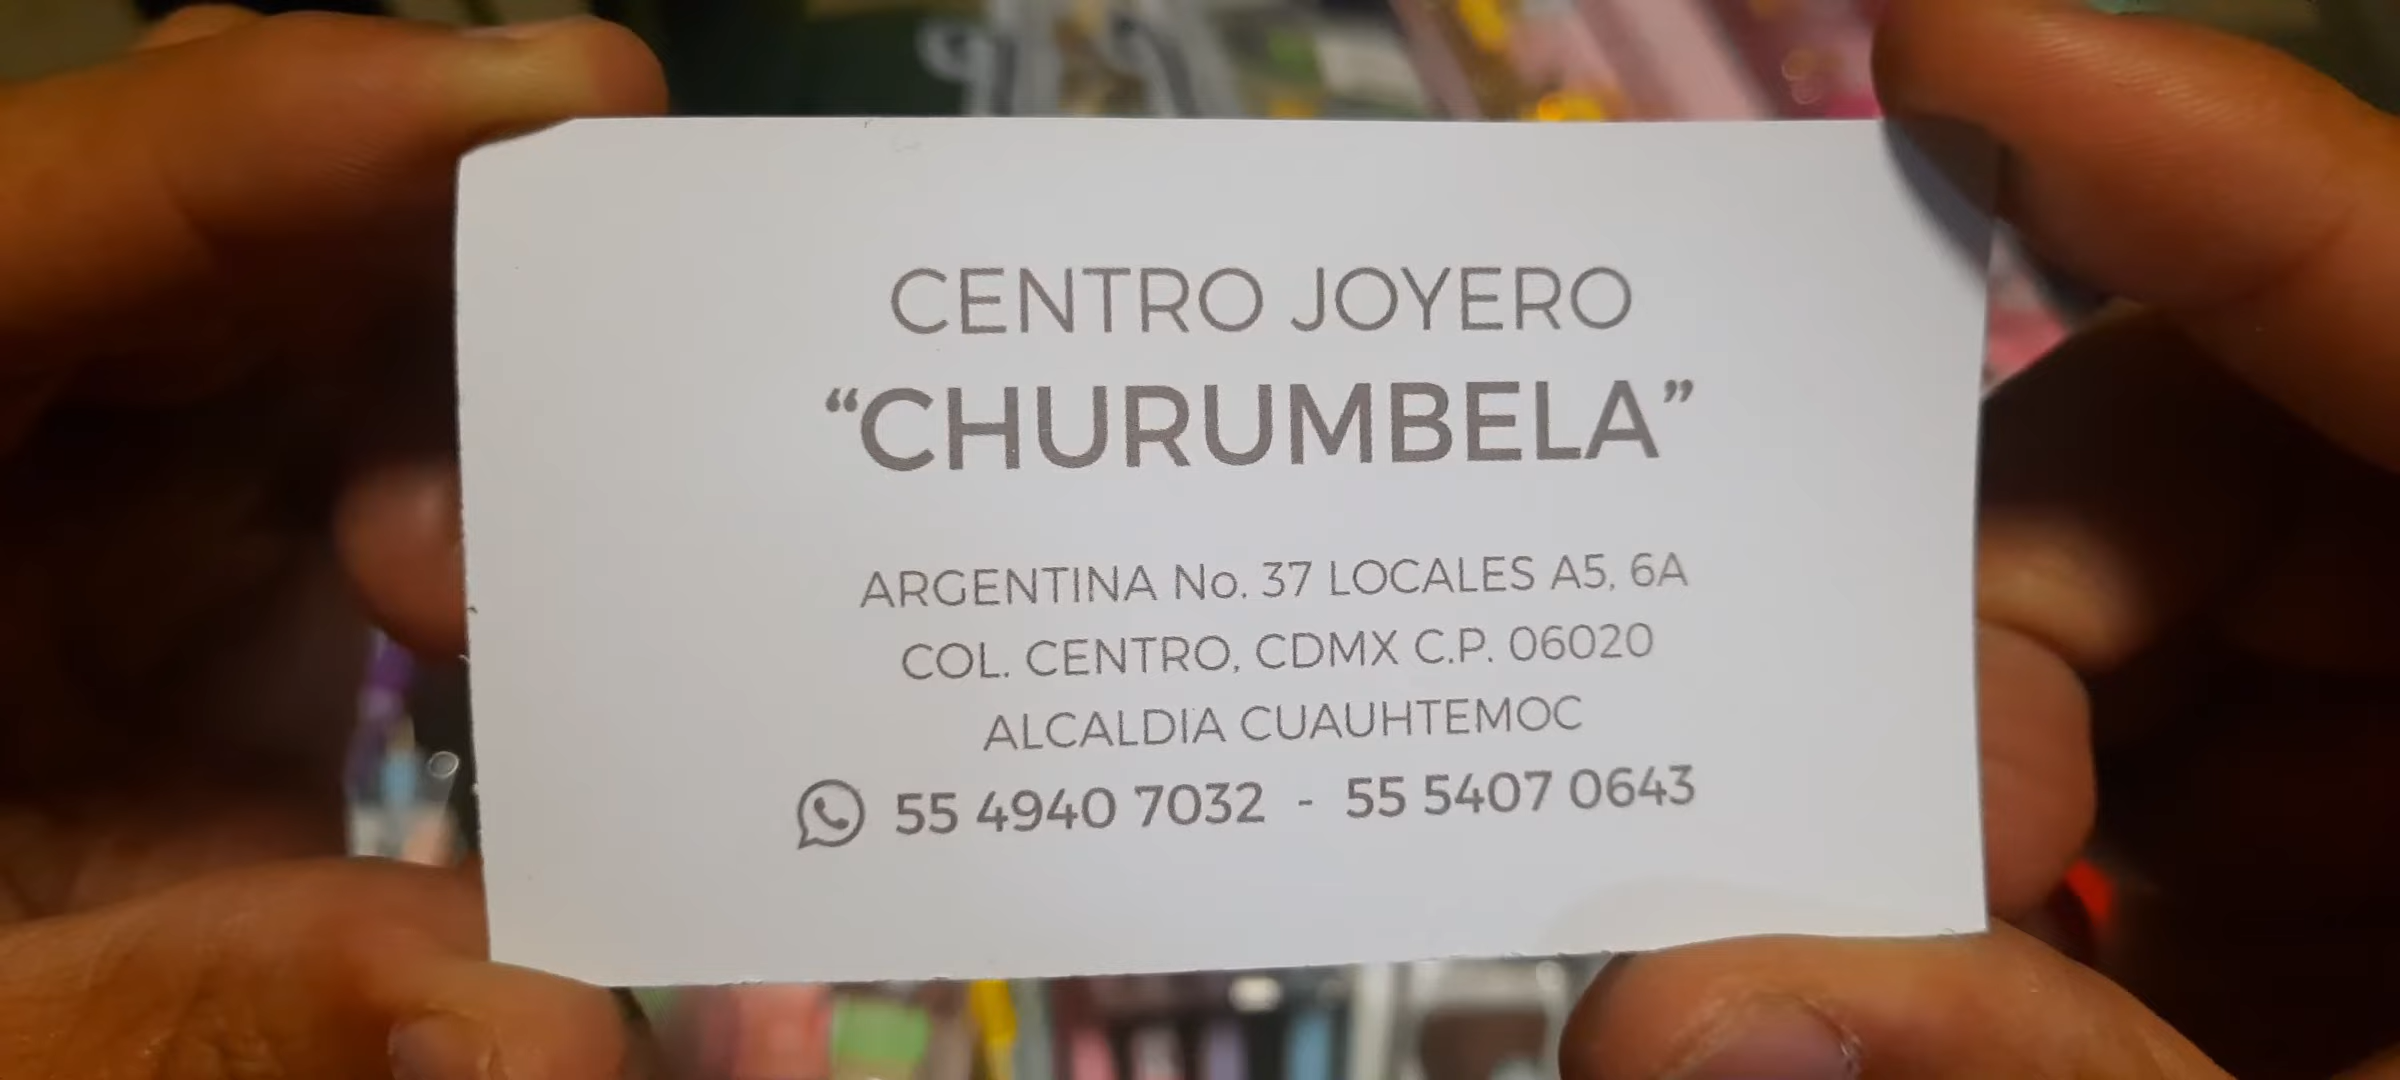 CENTRO JOYERO
“CHURUMBELA”
ARGENTINA No. 37 LOCALES A5, 6A
COL. CENTRO, CDMX C.P. 06020
ALCALDIA CUAUHTEMOC
55 4940 7032 - 55 5407 0643